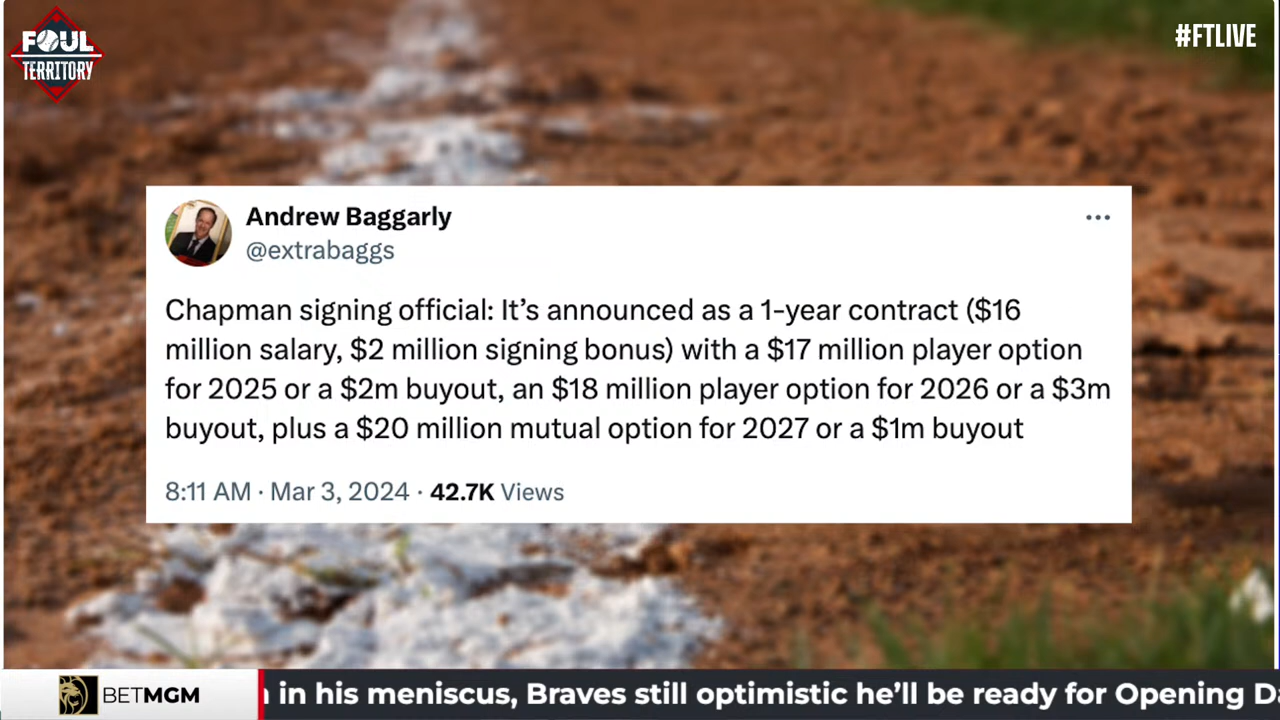 FOUL
TERRITORY
#FTLIVE
Andrew Baggarly
@extrabaggs
Chapman signing official: It’s announced as a 1-year contract ($16
million salary, $2 million signing bonus) with a $17 million player option
for 2025 or a $2m buyout, an $18 million player option for 2026 or a $3m
buyout, plus a $20 million mutual option for 2027 or a $1m buyout
8:11 AM · Mar 3, 2024 · 42.7K Views
BETMGM
in his meniscus, Braves still optimistic he’ll be ready for Opening